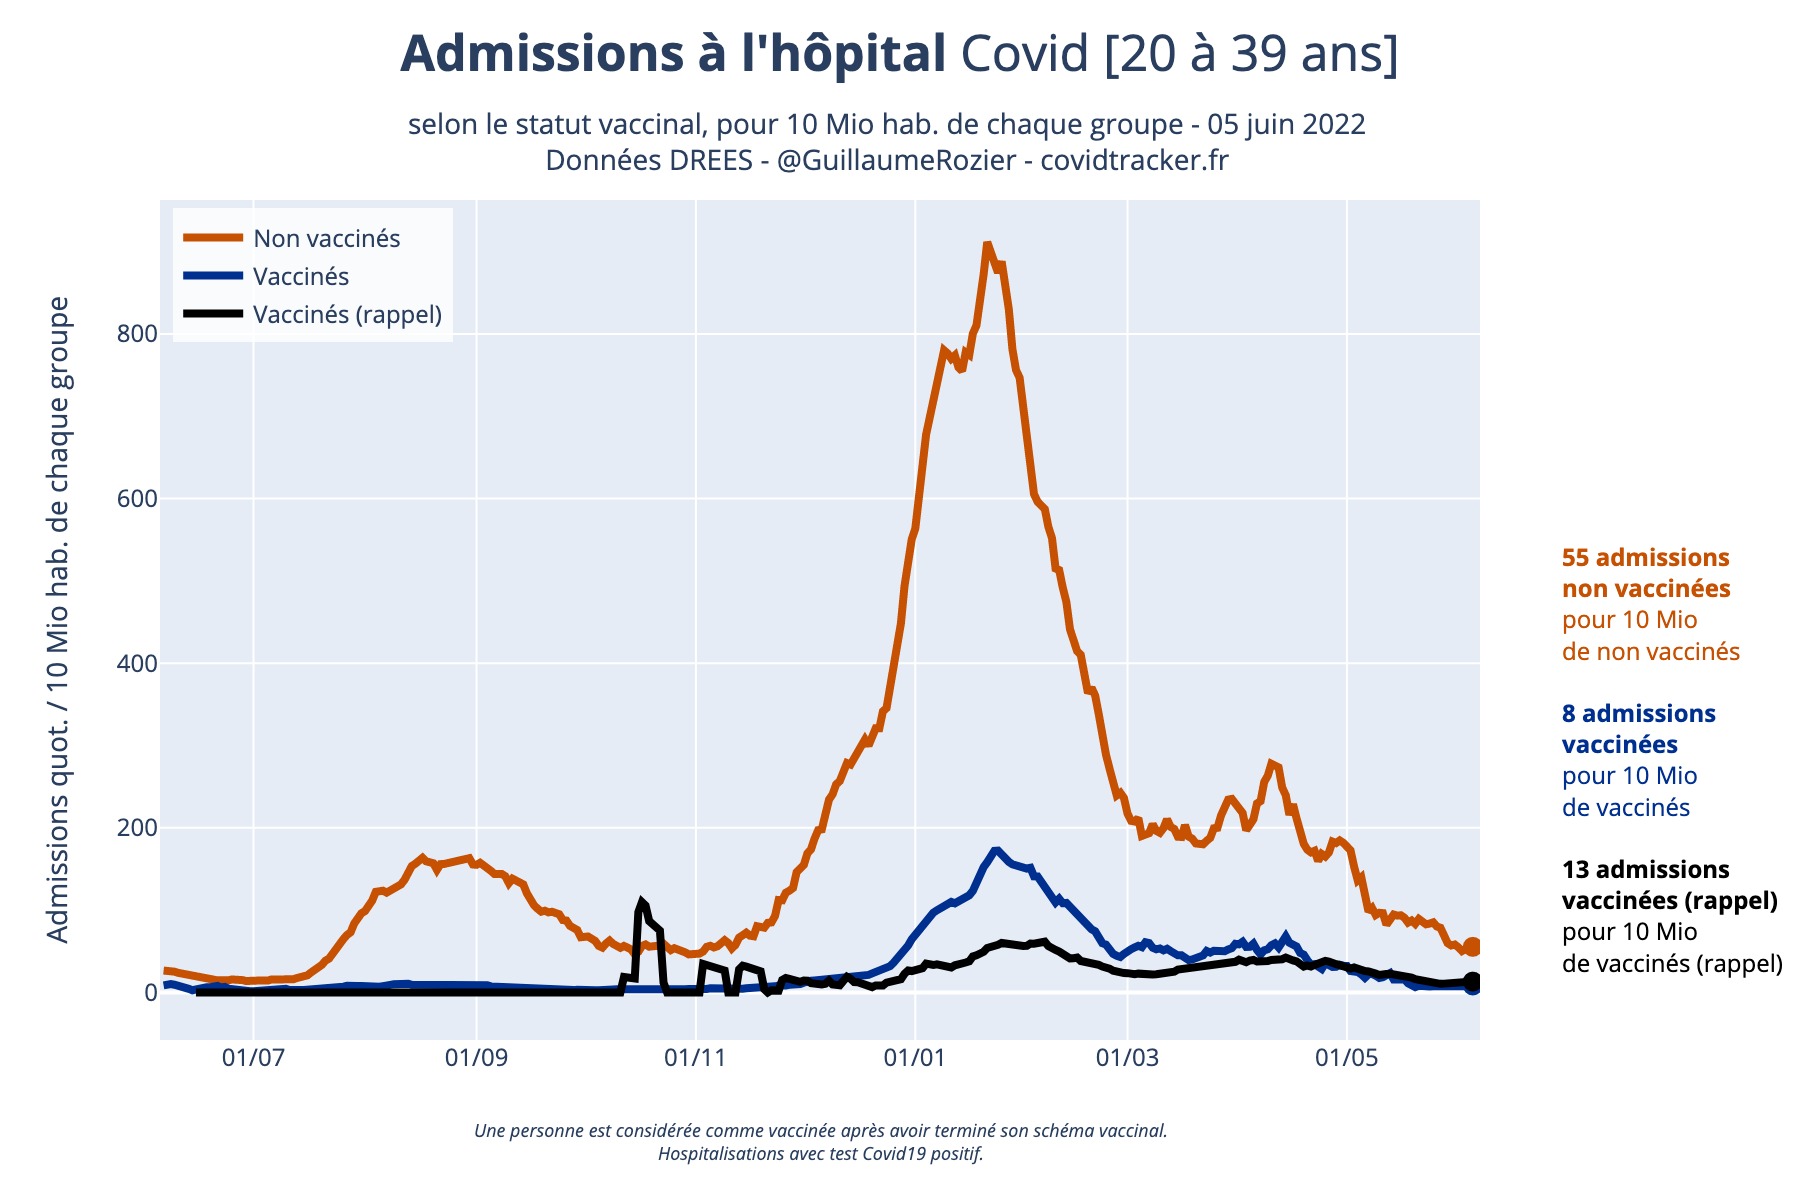 Admissions à l'hôpital Covid [20 à 39 ans]
selon le statut vaccinal, pour 10 Mio hab. de chaque groupe - 05 juin 2022
Données DREES - @GuillaumeRozier - covidtracker.fr
Non vaccinés
Vaccinés
Vaccinés (rappel)
Admissions quot. / 10 Mio hab. de chaque groupe
800
600
400
200
0
01/07
01/09
01/11
01/01
01/03
01/05
55 admissions
non vaccinées
pour 10 Mio
de non vaccinés
8 admissions
vaccinées
pour 10 Mio
de vaccinés
13 admissions
vaccinées (rappel)
pour 10 Mio
de vaccinés (rappel)
Une personne est considérée comme vaccinée après avoir terminé son schéma vaccinal.
Hospitalisations avec test Covid19 positif.